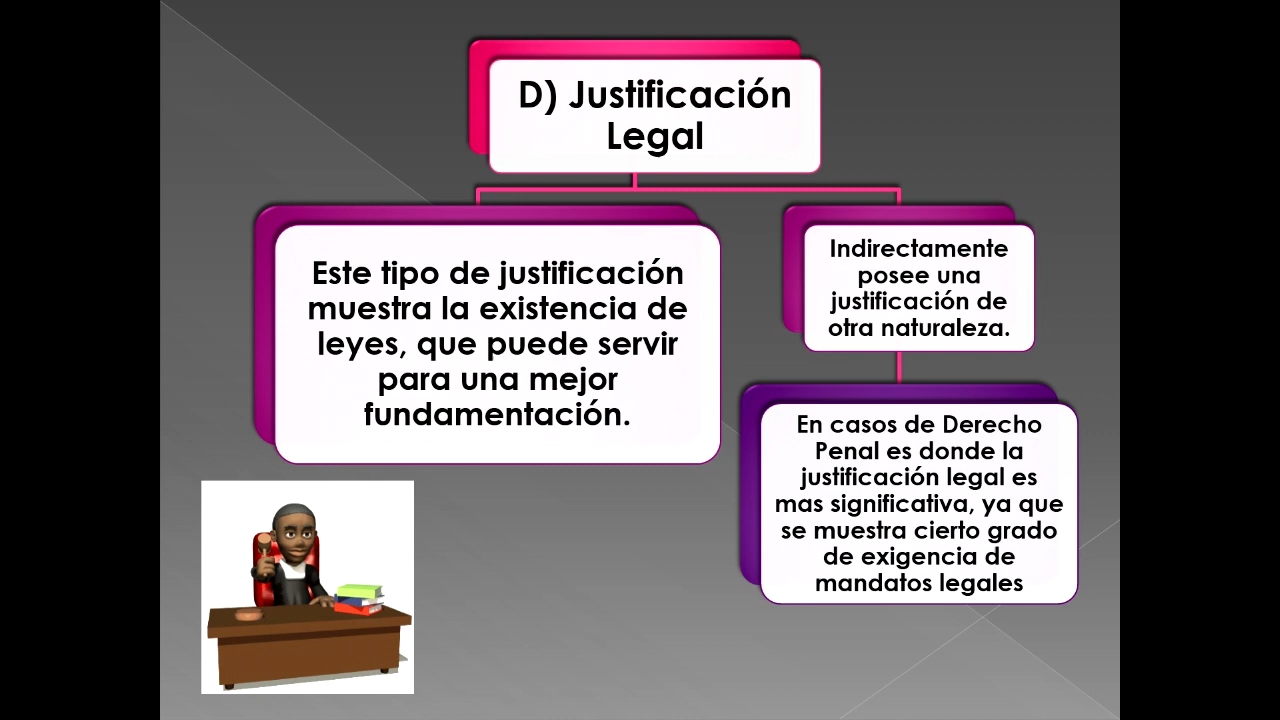 D) Justificación
Legal
Este tipo de justificación
muestra la existencia de
leyes, que puede servir
para una mejor
fundamentación.
Indirectamente
posee una
justificación de
otra naturaleza.
En casos de Derecho
Penal es donde la
justificación legal es
mas significativa, ya que
se muestra cierto grado
de exigencia de
mandatos legales